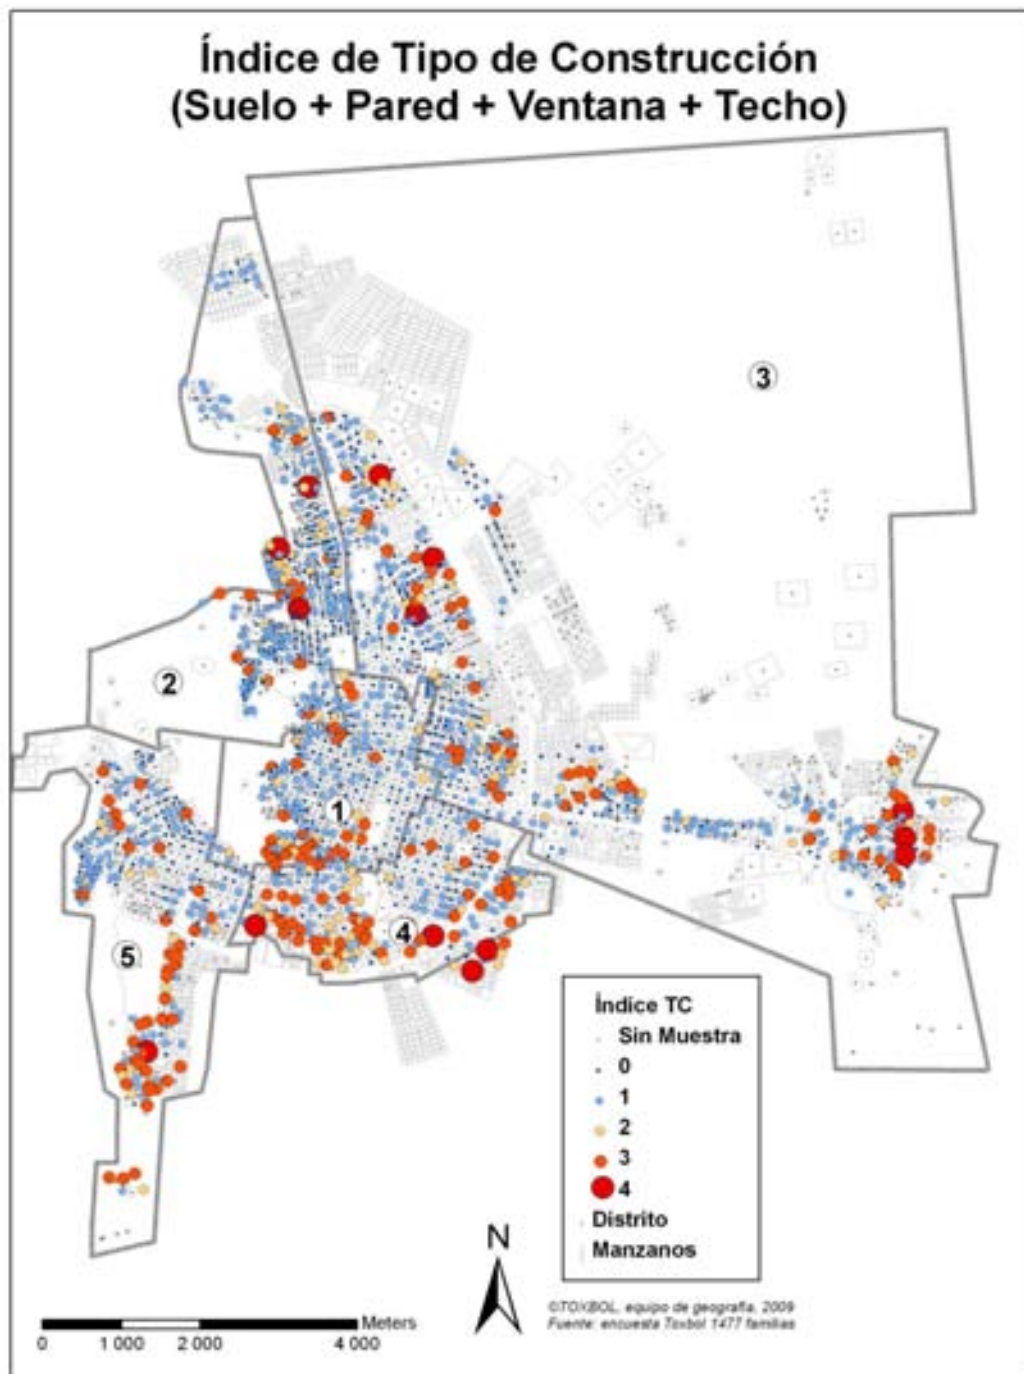 Índice de Tipo de Construcción
(Suelo + Pared + Ventana + Techo)
3
2
1
4
5
Índice TC
Sin Muestra
0
1
2
3
4
Distrito
Manzanos
N
©TOXBOL, equipo de geografía, 2009
Fuente: encuesta Toxbol 1477 familias
Meters
0 1 000 2 000 4 000